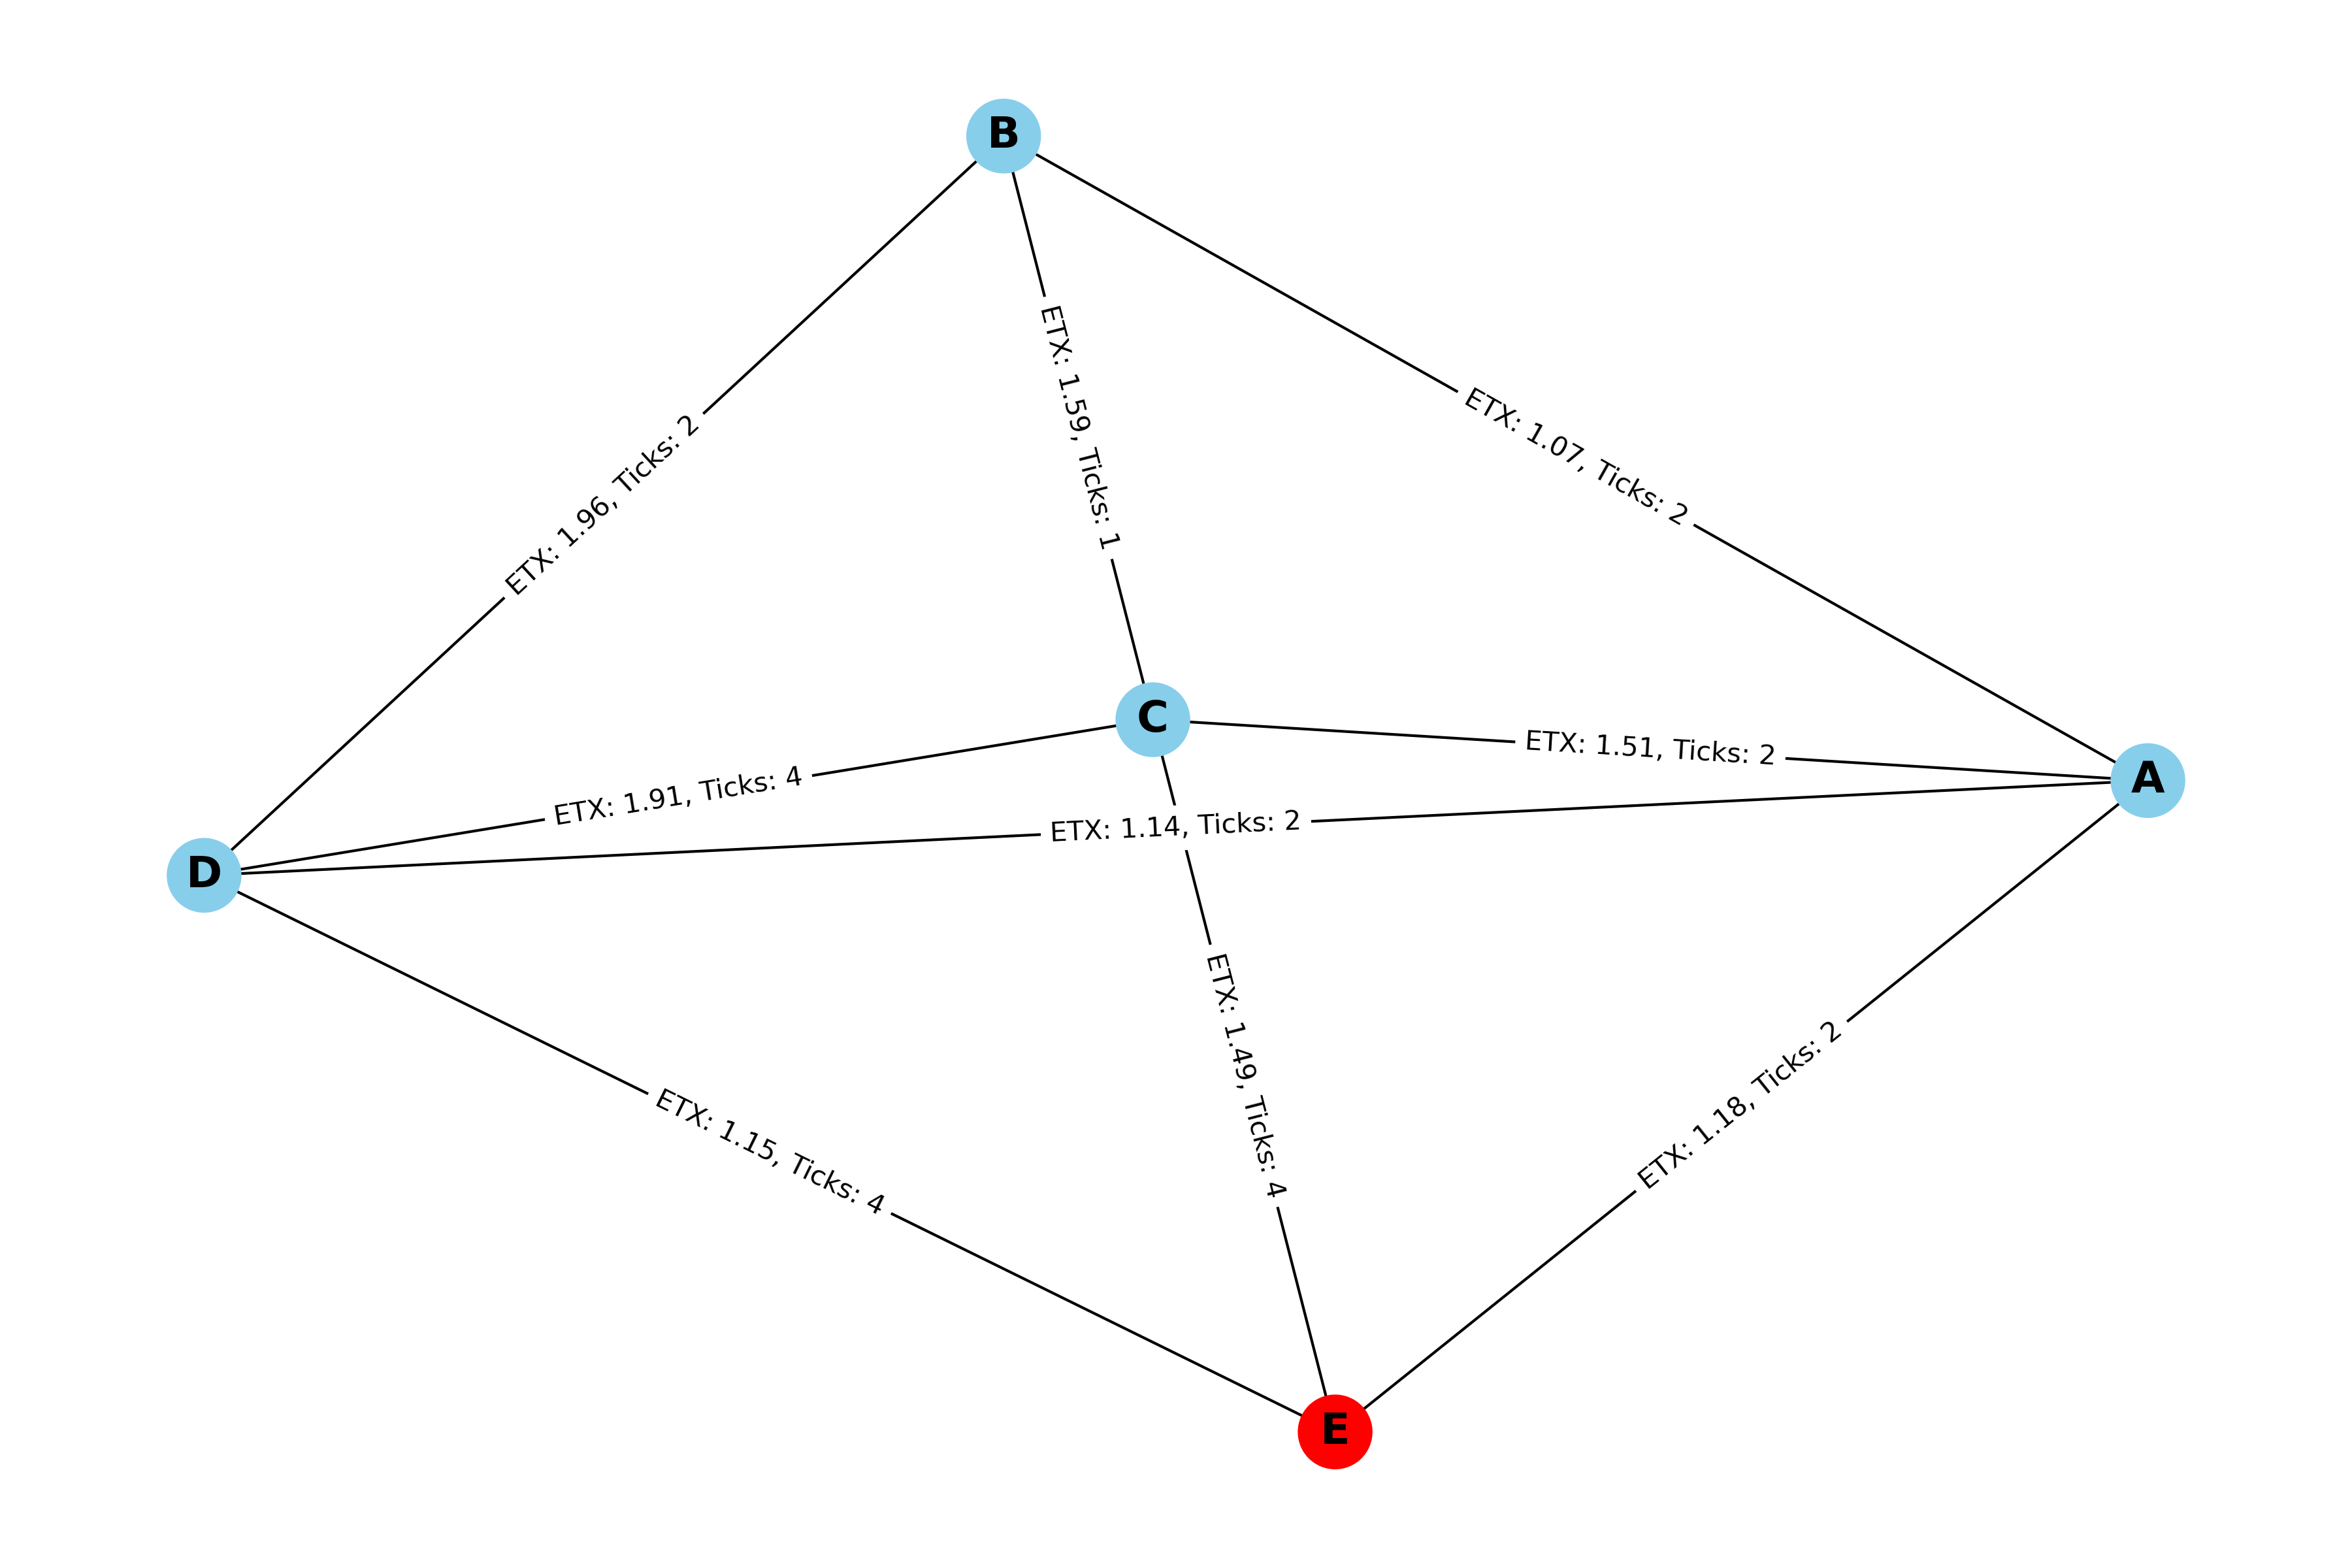 B
ETX: 1.07, Ticks: 2
ETX: 1.59, Ticks: 1
ETX: 1.96, Ticks: 2
C
ETX: 1.51, Ticks: 2
A
ETX: 1.91, Ticks: 4
ETX: 1.14, Ticks: 2
D
ETX: 1.49, Ticks: 4
ETX: 1.18, Ticks: 2
ETX: 1.15, Ticks: 4
E